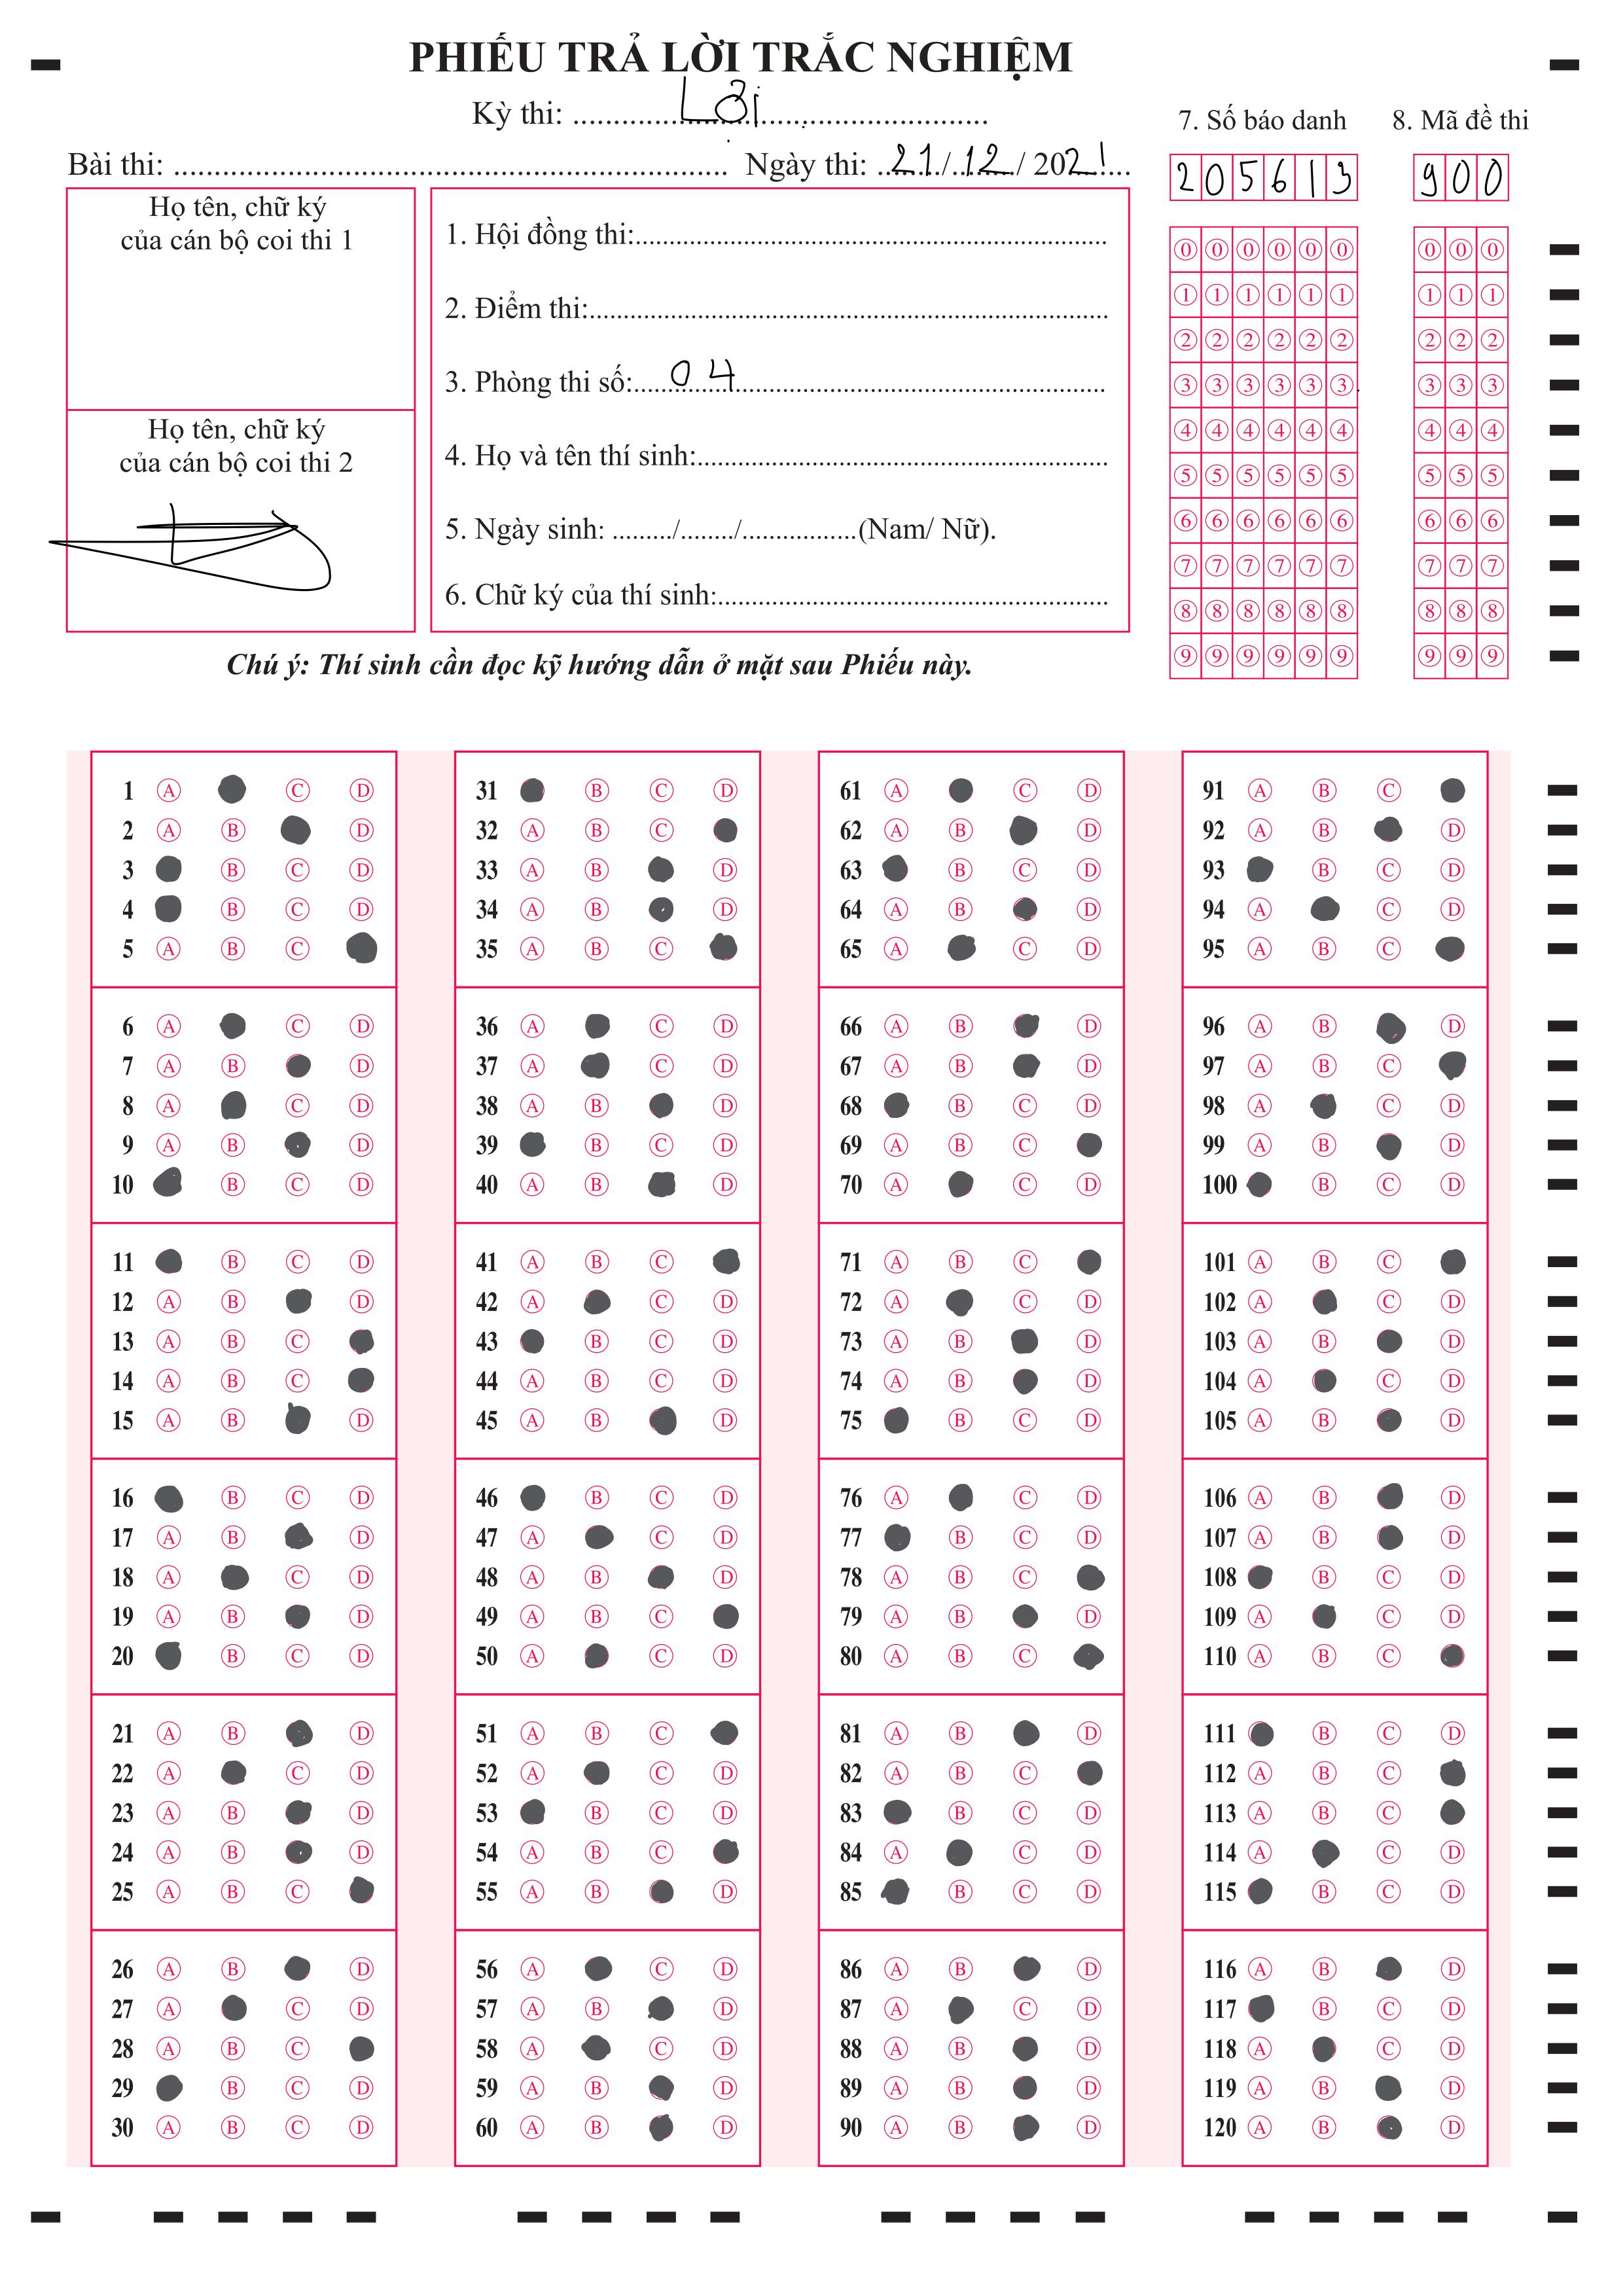 PHIẾU TRẢ LỜI TRẮC NGHIỆM
Kỳ thi: ..................................................... 
Bài thi: ...................................................................... Ngày thi: 21/12/2021
7. Số báo danh
205613
8. Mã đề thi
900
Họ tên, chữ ký
của cán bộ coi thi 1
Họ tên, chữ ký
của cán bộ coi thi 2
1. Hội đồng thi:...............................................................
2. Điểm thi:...............................................................
3. Phòng thi số: 04
4. Họ và tên thí sinh:...............................................................
5. Ngày sinh: ........./......../.................(Nam/ Nữ).
6. Chữ ký của thí sinh:...............................................................
0 0 0 0 0 0 0 0 0
1 1 1 1 1 1 1 1 1
2 2 2 2 2 2 2 2 2
3 3 3 3 3 3 3 3 3
4 4 4 4 4 4 4 4 4
5 5 5 5 5 5 5 5 5
6 6 6 6 6 6 6 6 6
7 7 7 7 7 7 7 7 7
8 8 8 8 8 8 8 8 8
9 9 9 9 9 9 9 9 9
Chú ý: Thí sinh cần đọc kỹ hướng dẫn ở mặt sau Phiếu này.
1 A C D
2 A B D
3 B C D
4 B C D
5 A B C
6 A C D
7 A B D
8 A C D
9 A B D
10 B C D
11 B C D
12 A B D
13 A B C
14 A B C
15 A B D
16 B C D
17 A B D
18 A C D
19 A B D
20 B C D
21 A B D
22 A C D
23 A B D
24 A B D
25 A B C
26 A B D
27 A C D
28 A B C
29 B C D
30 A B C D
31 B C D
32 A B C
33 A B D
34 A B D
35 A B C
36 A C D
37 A C D
38 A B D
39 B C D
40 A B D
41 A B C
42 A C D
43 B C D
44 A B C D
45 A B D
46 B C D
47 A C D
48 A B D
49 A B C
50 A C D
51 A B C
52 A C D
53 B C D
54 A B C
55 A B D
56 A C D
57 A B D
58 A C D
59 A B D
60 A B D
61 A C D
62 A B D
63 B C D
64 A B D
65 A C D
66 A B D
67 A B D
68 B C D
69 A B C
70 A C D
71 A B C
72 A C D
73 A B D
74 A B D
75 B C D
76 A C D
77 B C D
78 A B C
79 A B D
80 A B C
81 A B D
82 A B C
83 B C D
84 A C D
85 B C D
86 A B D
87 A C D
88 A B D
89 A B D
90 A B D
91 A B C
92 A B D
93 B C D
94 A C D
95 A B C
96 A B D
97 A B C
98 A C D
99 A B D
100 B C D
101 A B C
102 A C D
103 A B D
104 A C D
105 A B D
106 A B D
107 A B D
108 B C D
109 A C D
110 A B C
111 B C D
112 A B C
113 A B C
114 A C D
115 B C D
116 A B D
117 B C D
118 A C D
119 A B D
120 A B D